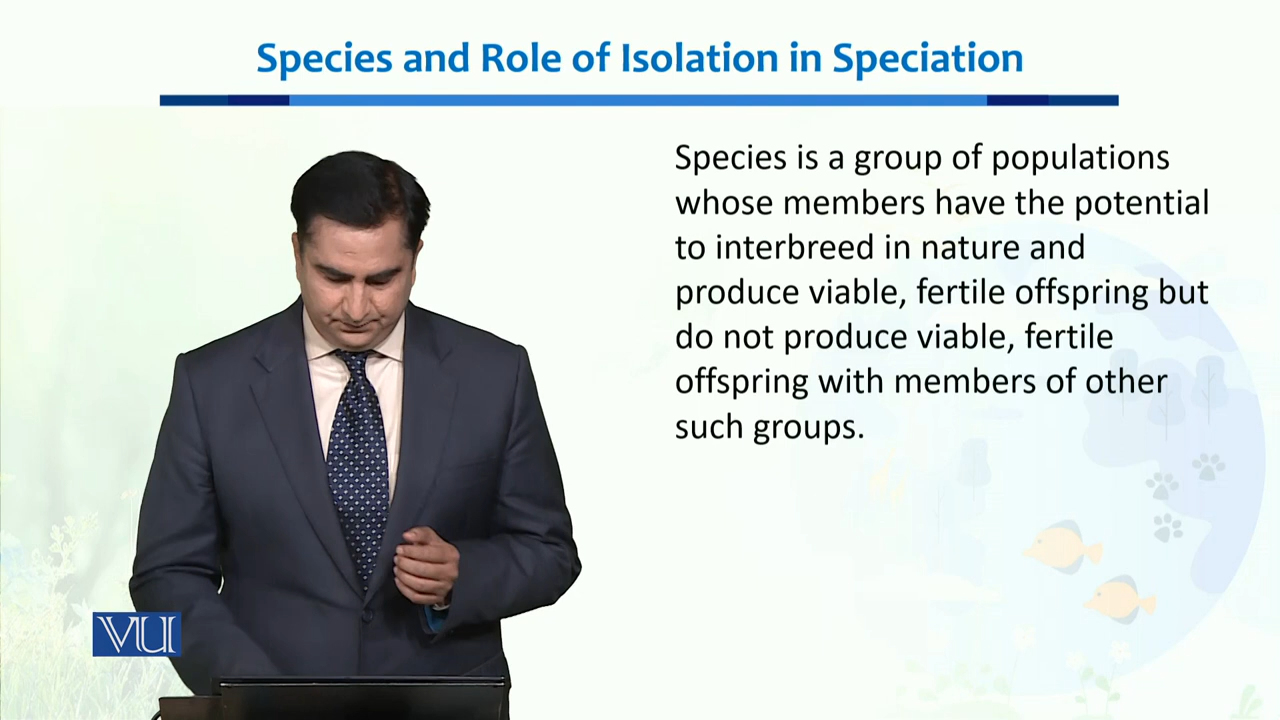 Species and Role of Isolation in Speciation
Species is a group of populations
whose members have the potential
to interbreed in nature and
produce viable, fertile offspring but
do not produce viable, fertile
offspring with members of other
such groups.
VU